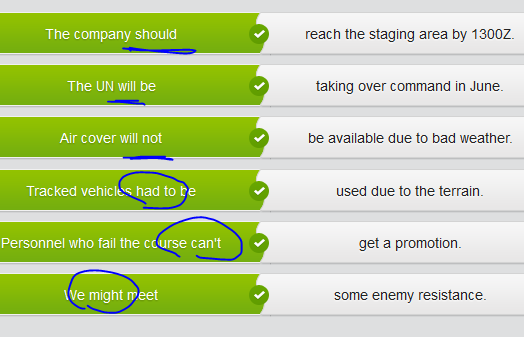 The company should reach the staging area by 1300Z.
The UN will be taking over command in June.
Air cover will not be available due to bad weather.
Tracked vehicles had to be used due to the terrain.
Personnel who fail the course can't get a promotion.
We might meet some enemy resistance.